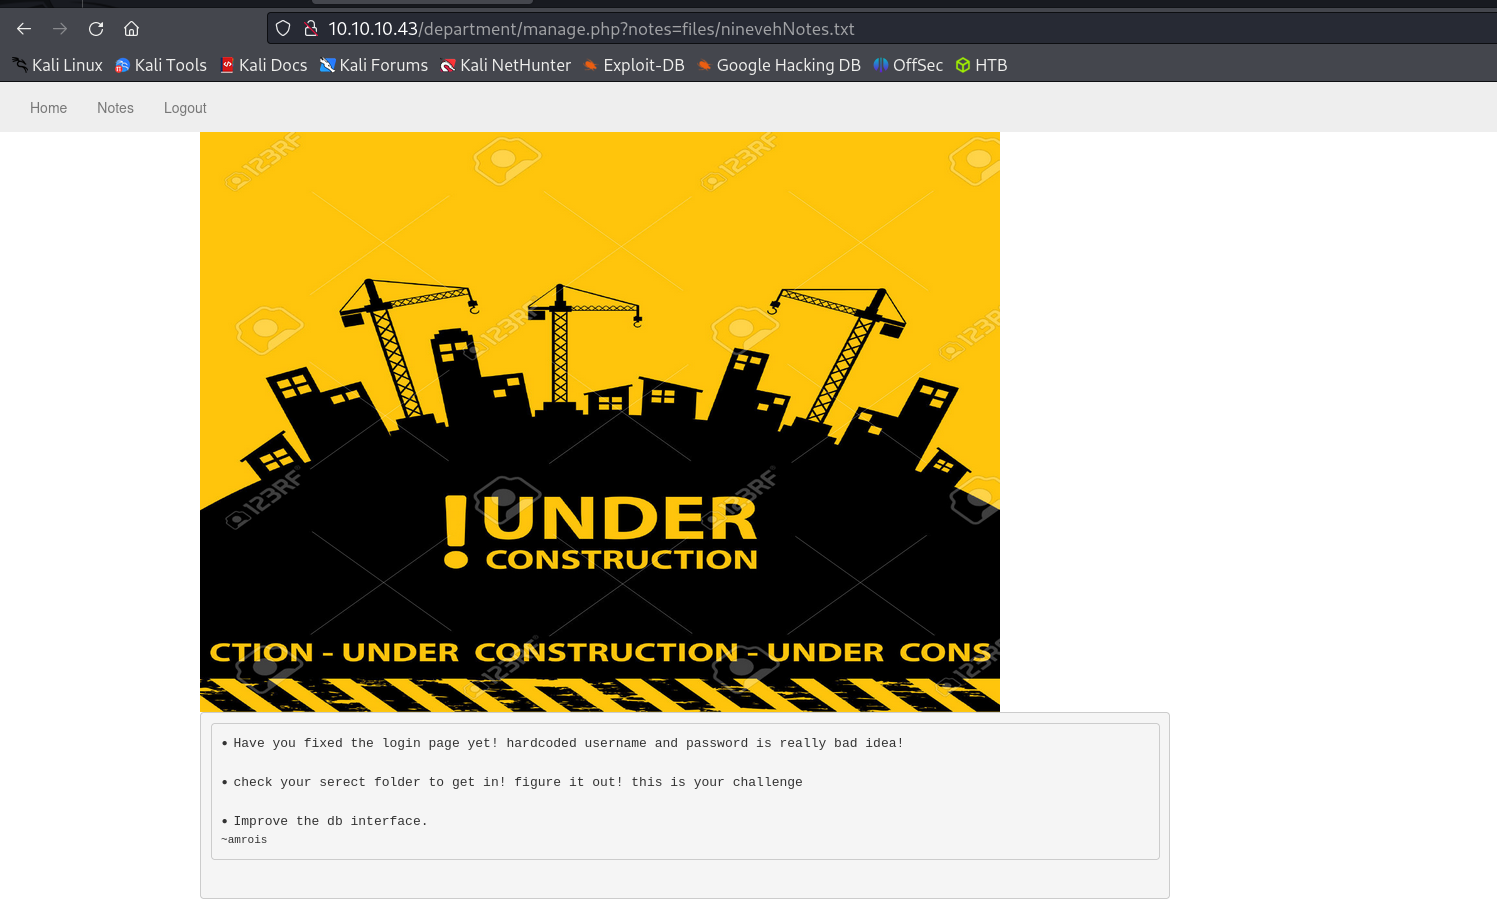 10.10.10.43/department/manage.php?notes=files/ninevehNotes.txt
Kali Linux Kali Tools Kali Docs Kali Forums Kali NetHunter Exploit-DB Google Hacking DB OffSec HTB
Home Notes Logout
123RF 123RF
123RF 123RF
123RF 123RF
! UNDER
CONSTRUCTION
CTION - UNDER CONSTRUCTION - UNDER CONS
123RF 123RF
• Have you fixed the login page yet! hardcoded username and password is really bad idea!
• check your serect folder to get in! figure it out! this is your challenge
• Improve the db interface.
~amrois